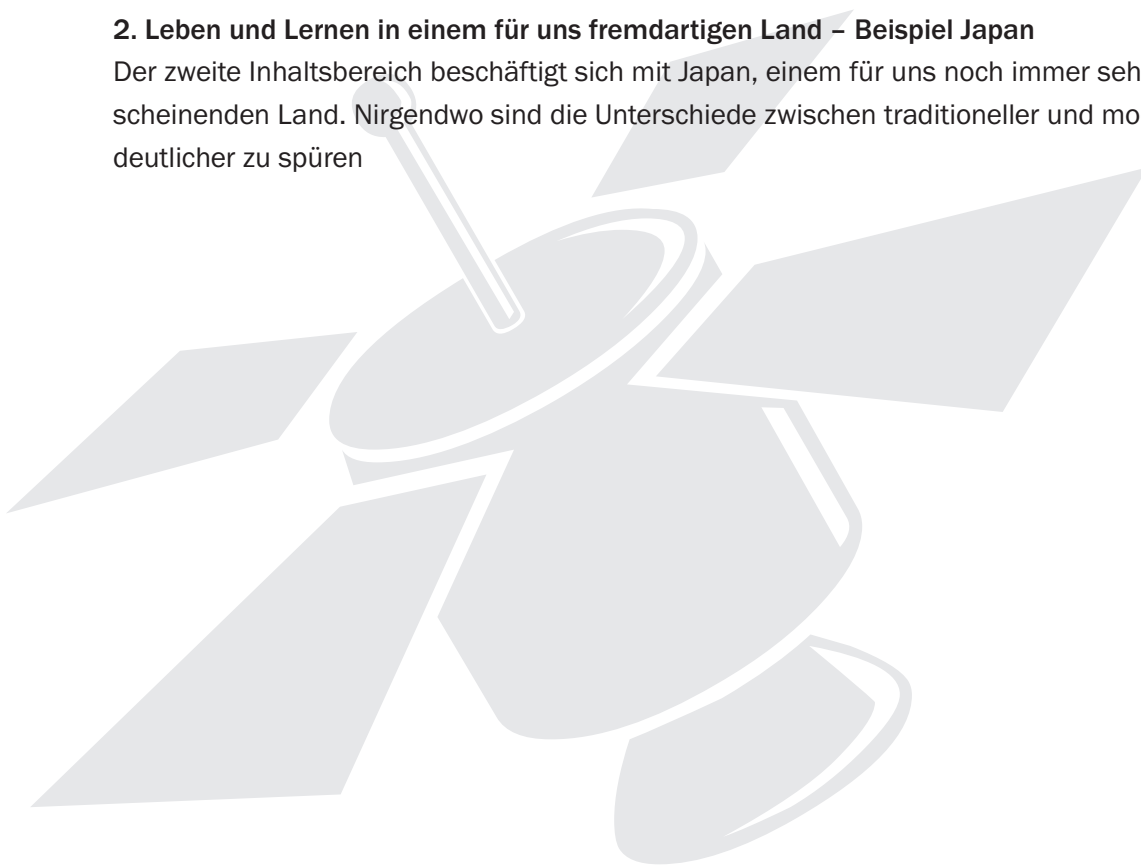 2. Leben und Lernen in einem für uns fremdartigen Land – Beispiel Japan
Der zweite Inhaltsbereich beschäftigt sich mit Japan, einem für uns noch immer seh
scheinenden Land. Nirgendwo sind die Unterschiede zwischen traditioneller und mo
deutlicher zu spüren